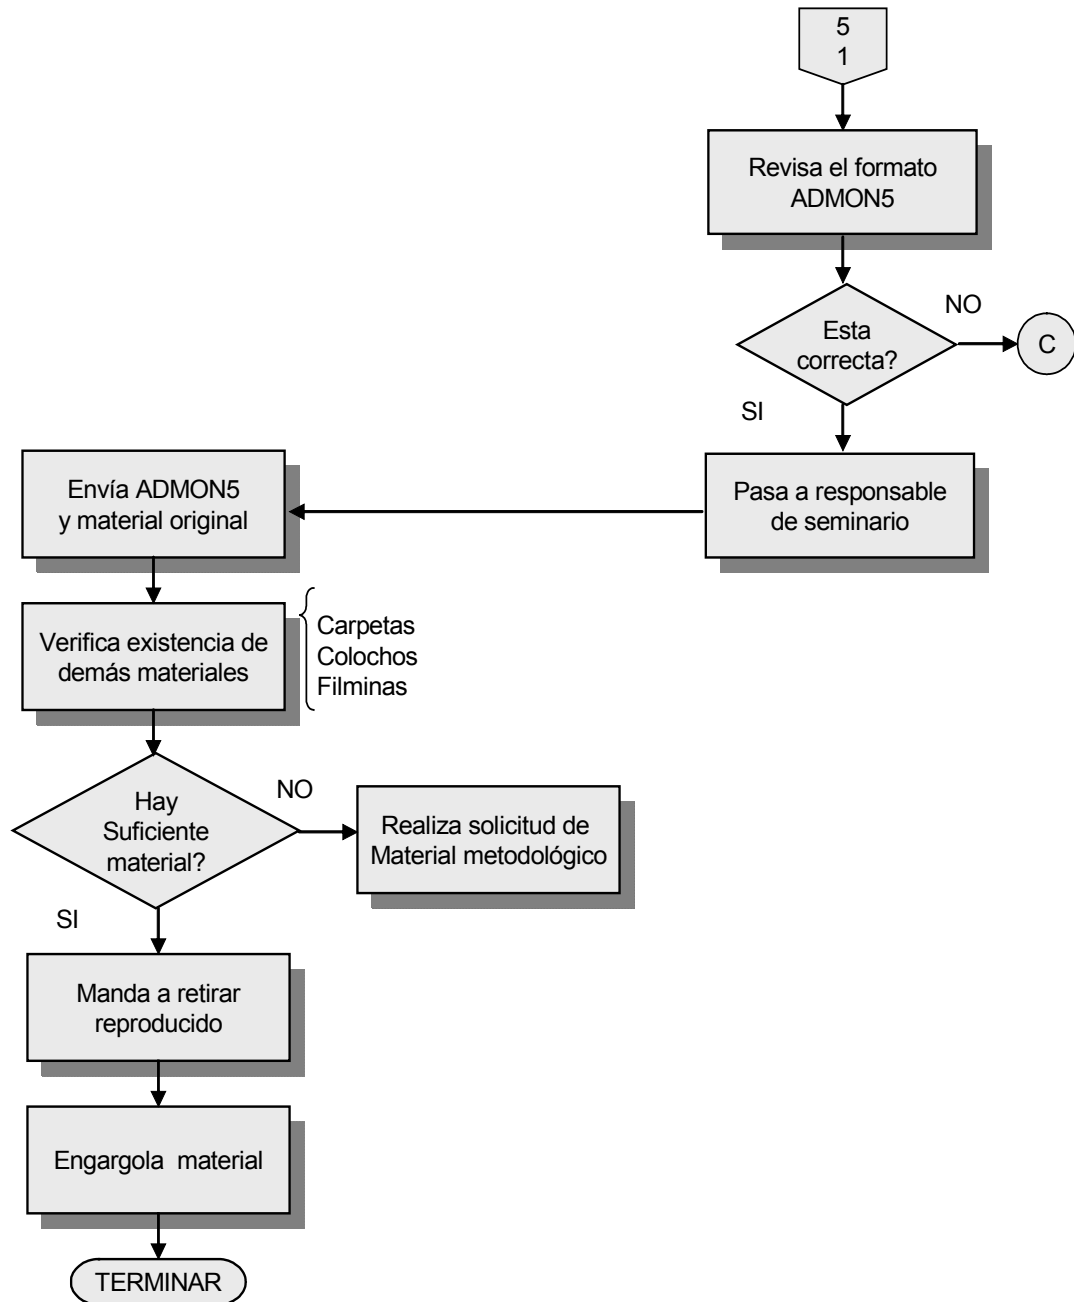 5
1
Revisa el formato
ADMON5
Esta
correcta?
NO
C
SI
Pasa a responsable
de seminario
Envía ADMON5
y material original
Verifica existencia de
demás materiales
Carpetas
Colochos
Filminas
Hay
Suficiente
material?
NO
Realiza solicitud de
Material metodológico
SI
Manda a retirar
reproducido
Engargola material
TERMINAR